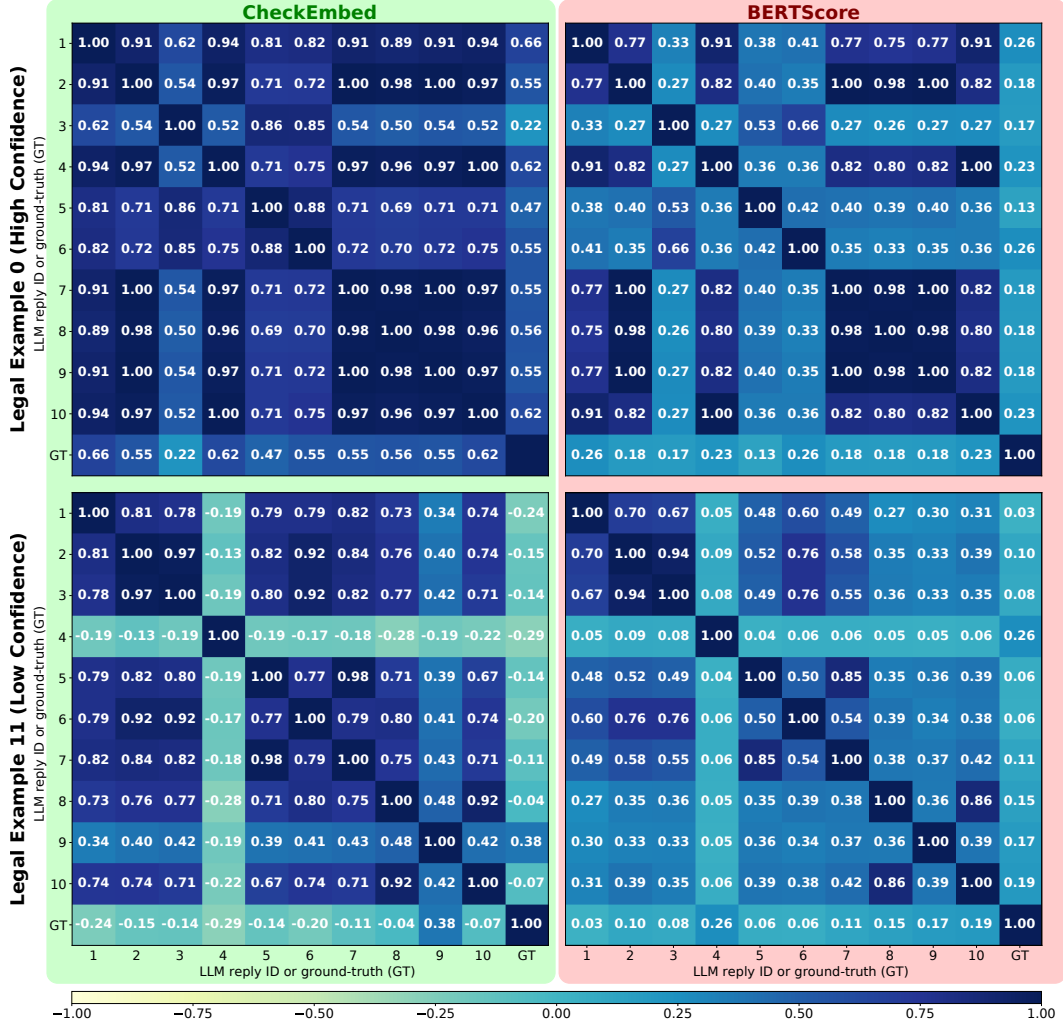 CheckEmbed BERTScore
Legal Example 0 (High Confidence)
LLM reply ID or ground-truth (GT)
1 1.00 0.91 0.62 0.94 0.81 0.82 0.91 0.89 0.91 0.94 0.66 1.00 0.77 0.33 0.91 0.38 0.41 0.77 0.75 0.77 0.91 0.26
2 0.91 1.00 0.54 0.97 0.71 0.72 1.00 0.98 1.00 0.97 0.55 0.77 1.00 0.27 0.82 0.40 0.35 1.00 0.98 1.00 0.82 0.18
3 0.62 0.54 1.00 0.52 0.86 0.85 0.54 0.50 0.54 0.52 0.22 0.33 0.27 1.00 0.27 0.53 0.66 0.27 0.26 0.27 0.27 0.17
4 0.94 0.97 0.52 1.00 0.71 0.75 0.97 0.96 0.97 1.00 0.62 0.91 0.82 0.27 1.00 0.36 0.36 0.82 0.80 0.82 1.00 0.23
5 0.81 0.71 0.86 0.71 1.00 0.88 0.71 0.69 0.71 0.71 0.47 0.38 0.40 0.53 0.36 1.00 0.42 0.40 0.39 0.40 0.36 0.13
6 0.82 0.72 0.85 0.75 0.88 1.00 0.72 0.70 0.72 0.75 0.55 0.41 0.35 0.66 0.36 0.42 1.00 0.35 0.33 0.35 0.36 0.26
7 0.91 1.00 0.54 0.97 0.71 0.72 1.00 0.98 1.00 0.97 0.55 0.77 1.00 0.27 0.82 0.40 0.35 1.00 0.98 1.00 0.82 0.18
8 0.89 0.98 0.50 0.96 0.69 0.70 0.98 1.00 0.98 0.96 0.56 0.75 0.98 0.26 0.80 0.39 0.33 0.98 1.00 0.98 0.80 0.18
9 0.91 1.00 0.54 0.97 0.71 0.72 1.00 0.98 1.00 0.97 0.55 0.77 1.00 0.27 0.82 0.40 0.35 1.00 0.98 1.00 0.82 0.18
10 0.94 0.97 0.52 1.00 0.71 0.75 0.97 0.96 0.97 1.00 0.62 0.91 0.82 0.27 1.00 0.36 0.36 0.82 0.80 0.82 1.00 0.23
GT 0.66 0.55 0.22 0.62 0.47 0.55 0.55 0.56 0.55 0.62 0.26 0.18 0.17 0.23 0.13 0.26 0.18 0.18 0.18 0.23 1.00
Legal Example 11 (Low Confidence)
LLM reply ID or ground-truth (GT)
1 1.00 0.81 0.78 -0.19 0.79 0.79 0.82 0.73 0.34 0.74 -0.24 1.00 0.70 0.67 0.05 0.48 0.60 0.49 0.27 0.30 0.31 0.03
2 0.81 1.00 0.97 -0.13 0.82 0.92 0.84 0.76 0.40 0.74 -0.15 0.70 1.00 0.94 0.09 0.52 0.76 0.58 0.35 0.33 0.39 0.10
3 0.78 0.97 1.00 -0.19 0.80 0.92 0.82 0.77 0.42 0.71 -0.14 0.67 0.94 1.00 0.08 0.49 0.76 0.55 0.36 0.33 0.35 0.08
4 -0.19 -0.13 -0.19 1.00 -0.19 -0.17 -0.18 -0.28 -0.19 -0.22 -0.29 0.05 0.09 0.08 1.00 0.04 0.06 0.06 0.05 0.05 0.06 0.26
5 0.79 0.82 0.80 -0.19 1.00 0.77 0.98 0.71 0.39 0.67 -0.14 0.48 0.52 0.49 0.04 1.00 0.50 0.85 0.35 0.36 0.39 0.06
6 0.79 0.92 0.92 -0.17 0.77 1.00 0.79 0.80 0.41 0.74 -0.20 0.60 0.76 0.76 0.06 0.50 1.00 0.54 0.39 0.34 0.38 0.06
7 0.82 0.84 0.82 -0.18 0.98 0.79 1.00 0.75 0.43 0.71 -0.11 0.49 0.58 0.55 0.06 0.85 0.54 1.00 0.38 0.37 0.42 0.11
8 0.73 0.76 0.77 -0.28 0.71 0.80 0.75 1.00 0.48 0.92 -0.04 0.27 0.35 0.36 0.05 0.35 0.39 0.38 1.00 0.36 0.86 0.15
9 0.34 0.40 0.42 -0.19 0.39 0.41 0.43 0.48 1.00 0.42 0.38 0.30 0.33 0.33 0.05 0.36 0.34 0.37 0.36 1.00 0.39 0.17
10 0.74 0.74 0.71 -0.22 0.67 0.74 0.71 0.92 0.42 1.00 -0.07 0.31 0.39 0.35 0.06 0.39 0.38 0.42 0.86 0.39 1.00 0.19
GT -0.24 -0.15 -0.14 -0.29 -0.14 -0.20 -0.11 -0.04 0.38 -0.07 1.00 0.03 0.10 0.08 0.26 0.06 0.06 0.11 0.15 0.17 0.19 1.00
1 2 3 4 5 6 7 8 9 10 GT 1 2 3 4 5 6 7 8 9 10 GT
LLM reply ID or ground-truth (GT) LLM reply ID or ground-truth (GT)
−1.00 −0.75 −0.50 −0.25 0.00 0.25 0.50 0.75 1.00